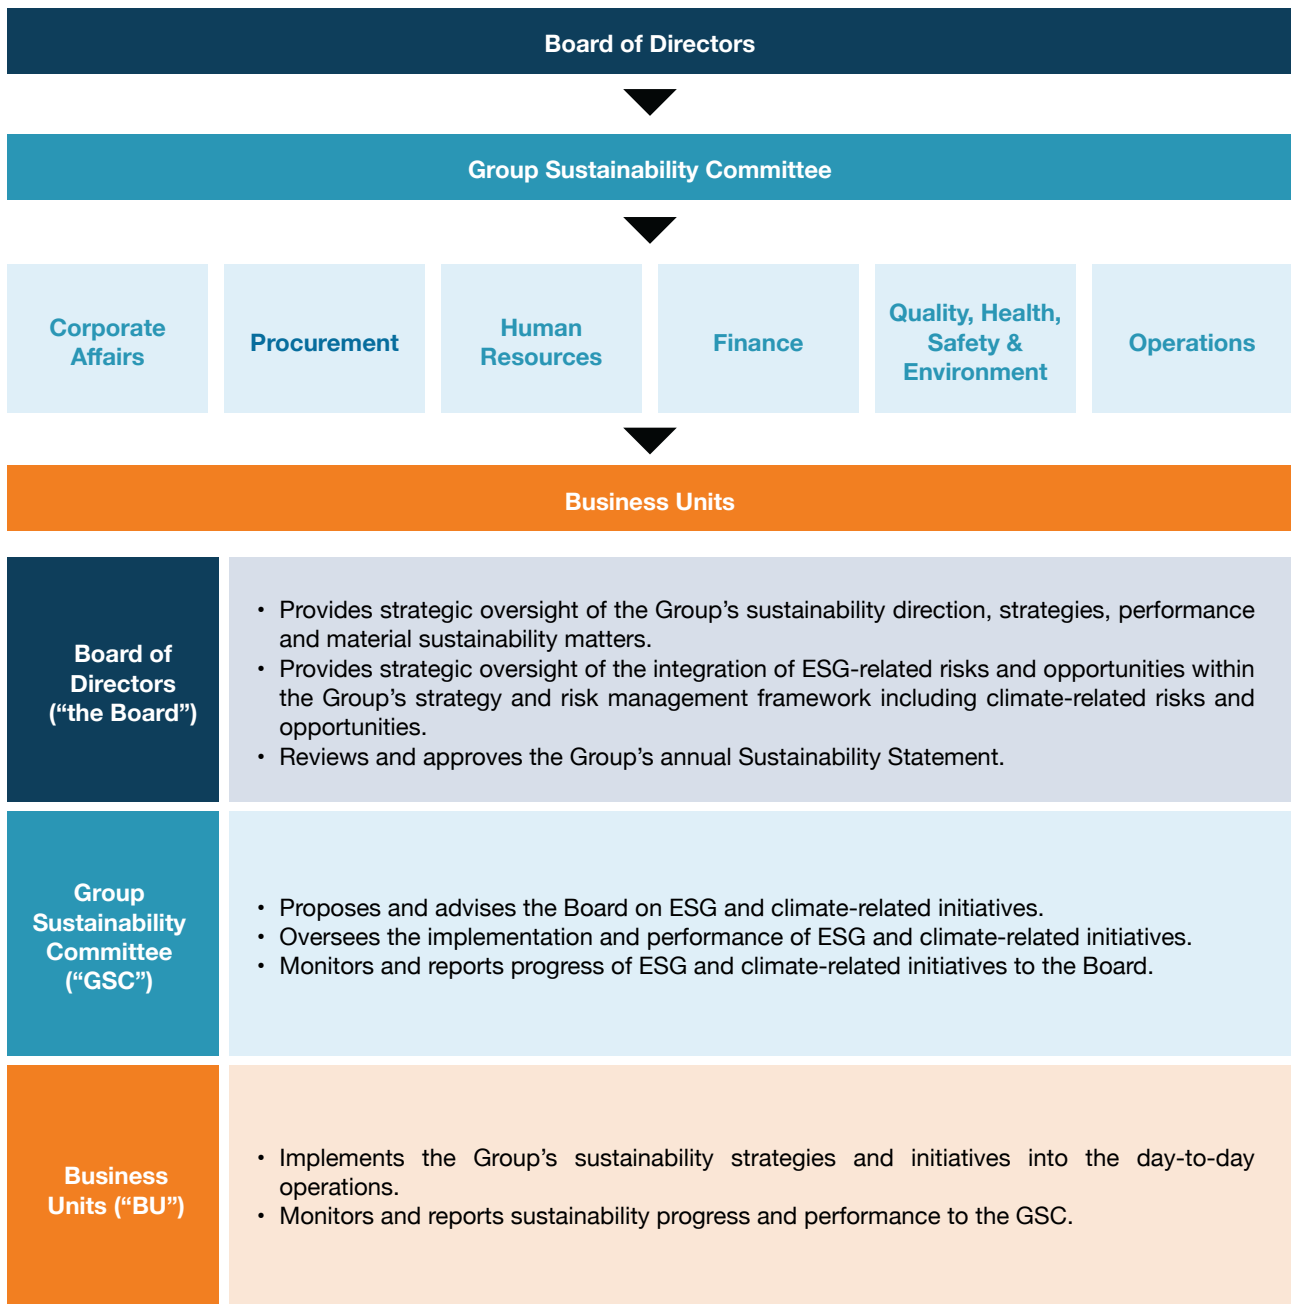 Board of Directors
Group Sustainability Committee
Corporate
Affairs
Procurement
Human
Resources
Finance
Quality, Health,
Safety &
Environment
Operations
Business Units
Board of
Directors
(“the Board”)
• Provides strategic oversight of the Group’s sustainability direction, strategies, performance
and material sustainability matters.
• Provides strategic oversight of the integration of ESG-related risks and opportunities within
the Group’s strategy and risk management framework including climate-related risks and
opportunities.
• Reviews and approves the Group’s annual Sustainability Statement.
Group
Sustainability
Committee
(“GSC”)
• Proposes and advises the Board on ESG and climate-related initiatives.
• Oversees the implementation and performance of ESG and climate-related initiatives.
• Monitors and reports progress of ESG and climate-related initiatives to the Board.
Business
Units (“BU”)
• Implements the Group’s sustainability strategies and initiatives into the day-to-day
operations.
• Monitors and reports sustainability progress and performance to the GSC.